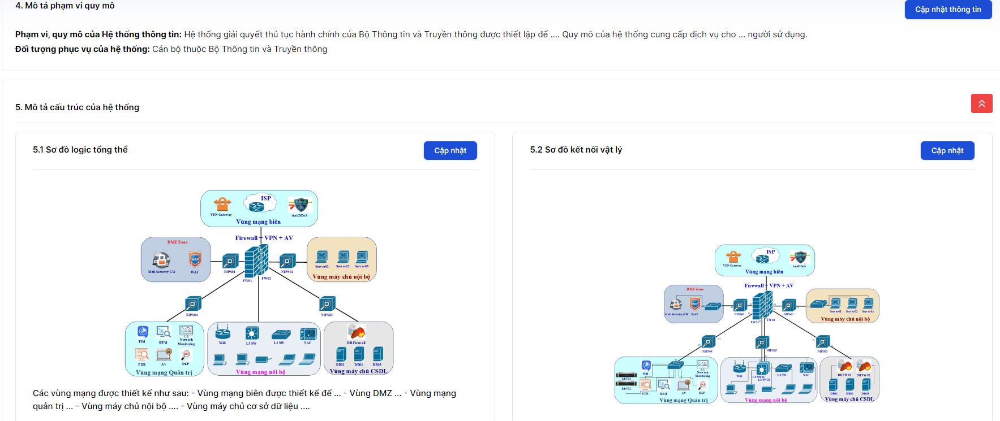 4. Mô tả phạm vi quy mô
Cập nhật thông tin
Phạm vi, quy mô của Hệ thống thông tin: Hệ thống giải quyết thủ tục hành chính của Bộ Thông tin và Truyền thông được thiết lập để .... Quy mô của hệ thống cung cấp dịch vụ cho ... người sử dụng.
Đối tượng phục vụ của hệ thống: Cán bộ thuộc Bộ Thông tin và Truyền thông
5. Mô tả cấu trúc của hệ thống
5.1 Sơ đồ logic tổng thể
Cập nhật
ISP
DDoS
VPN Gateway
AntiDDoS
Vùng mạng biên
Firewall + VPN + AV
DMZ Zone
WAF
Mail Security GW
WAF
NIPS01
FW01
FW02
NIPS02
Server01
Server02
Server03
Vùng máy chủ nội bộ
NIPS04
NIPS03
PIM
SIEM
Network
Monitoring
EDR
AV
DLP
Vùng mạng Quản trị
Wifi
L3 SW
L2 SW
NAC
Vùng mạng nôi bộ
DB Firewall
DB01
DB02
DB03
Vùng máy chủ CSDL
Các vùng mạng được thiết kế như sau: - Vùng mạng biên được thiết kế để ... - Vùng DMZ ... - Vùng mạng
quản trị ... - Vùng máy chủ nội bộ .... - Vùng máy chủ cơ sở dữ liệu ....
5.2 Sơ đồ kết nối vật lý
Cập nhật
ISP
DDoS
VPN Gateway
AntiDDoS
Vùng mạng biên
Firewall + VPN + AV
DMZ Zone
WAF
Mail Security GW
WAF
NIPS01
FW01
FW02
NIPS02
Server01
Server02
Server03
Vùng máy chủ nội bộ
NIPS04
NIPS05
NIPS03
SAN01
SAN02
PIM
Network
Monitoring
EDR
SIEM
AV
DLP
Vùng mạng Quản trị
Wifi
L3 SW01
L3 SW02
L2 SW
NAC
Vùng mạng nôi bộ
DB FW 01
DB FW 02
DB01
DB02
DB03
Vùng máy chủ CSDL